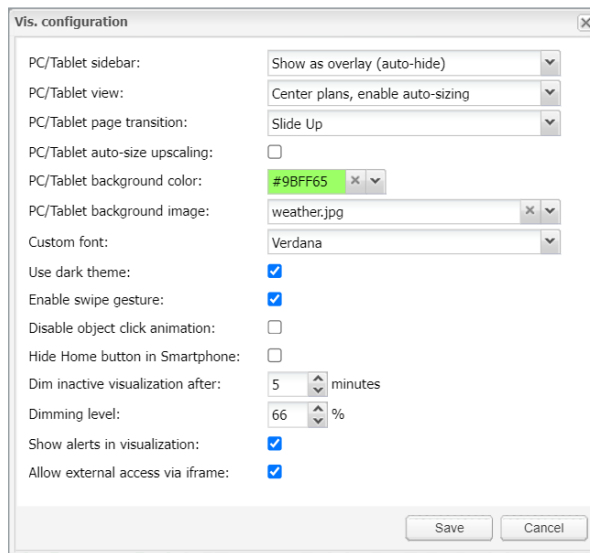 Vis. configuration
PC/Tablet sidebar: Show as overlay (auto-hide)
PC/Tablet view: Center plans, enable auto-sizing
PC/Tablet page transition: Slide Up
PC/Tablet auto-size upscaling:
PC/Tablet background color: #9BFF65
PC/Tablet background image: weather.jpg
Custom font: Verdana
Use dark theme:
Enable swipe gesture:
Disable object click animation:
Hide Home button in Smartphone:
Dim inactive visualization after: 5 minutes
Dimming level: 66 %
Show alerts in visualization:
Allow external access via iframe:
Save Cancel